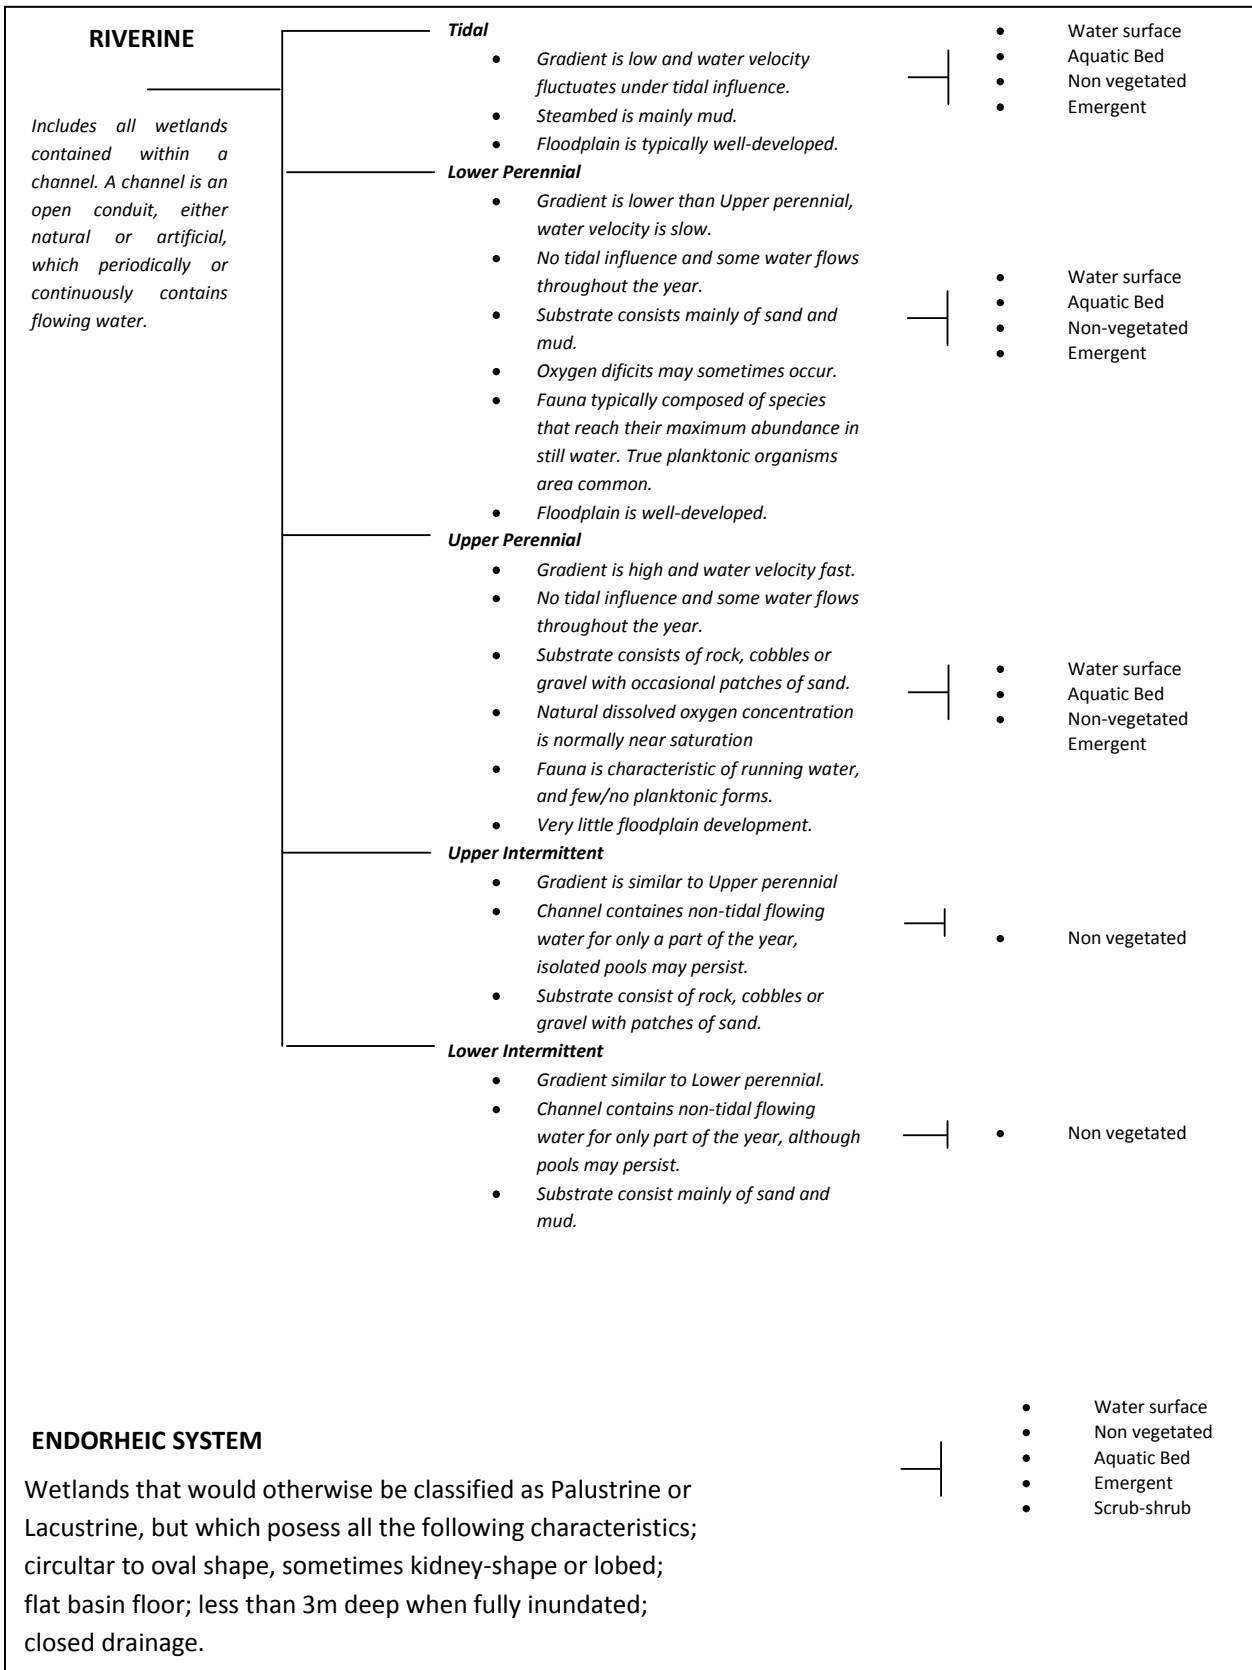 RIVERINE
Includes all wetlands
contained within a
channel. A channel is an
open conduit, either
natural or artificial,
which periodically or
continuously contains
flowing water.
Tidal
• Gradient is low and water velocity
fluctuates under tidal influence.
• Steambed is mainly mud.
• Floodplain is typically well-developed.
• Water surface
• Aquatic Bed
• Non vegetated
• Emergent
Lower Perennial
• Gradient is lower than Upper perennial,
water velocity is slow.
• No tidal influence and some water flows
throughout the year.
• Substrate consists mainly of sand and
mud.
• Oxygen dificits may sometimes occur.
• Fauna typically composed of species
that reach their maximum abundance in
still water. True planktonic organisms
area common.
• Floodplain is well-developed.
• Water surface
• Aquatic Bed
• Non-vegetated
• Emergent
Upper Perennial
• Gradient is high and water velocity fast.
• No tidal influence and some water flows
throughout the year.
• Substrate consists of rock, cobbles or
gravel with occasional patches of sand.
• Natural dissolved oxygen concentration
is normally near saturation
• Fauna is characteristic of running water,
and few/no planktonic forms.
• Very little floodplain development.
• Water surface
• Aquatic Bed
• Non-vegetated
Emergent
Upper Intermittent
• Gradient is similar to Upper perennial
• Channel containes non-tidal flowing
water for only a part of the year,
isolated pools may persist.
• Substrate consist of rock, cobbles or
gravel with patches of sand.
• Non vegetated
Lower Intermittent
• Gradient similar to Lower perennial.
• Channel contains non-tidal flowing
water for only part of the year, although
pools may persist.
• Substrate consist mainly of sand and
mud.
• Non vegetated
ENDORHEIC SYSTEM
Wetlands that would otherwise be classified as Palustrine or
Lacustrine, but which posess all the following characteristics;
circultar to oval shape, sometimes kidney-shape or lobed;
flat basin floor; less than 3m deep when fully inundated;
closed drainage.
• Water surface
• Non vegetated
• Aquatic Bed
• Emergent
• Scrub-shrub